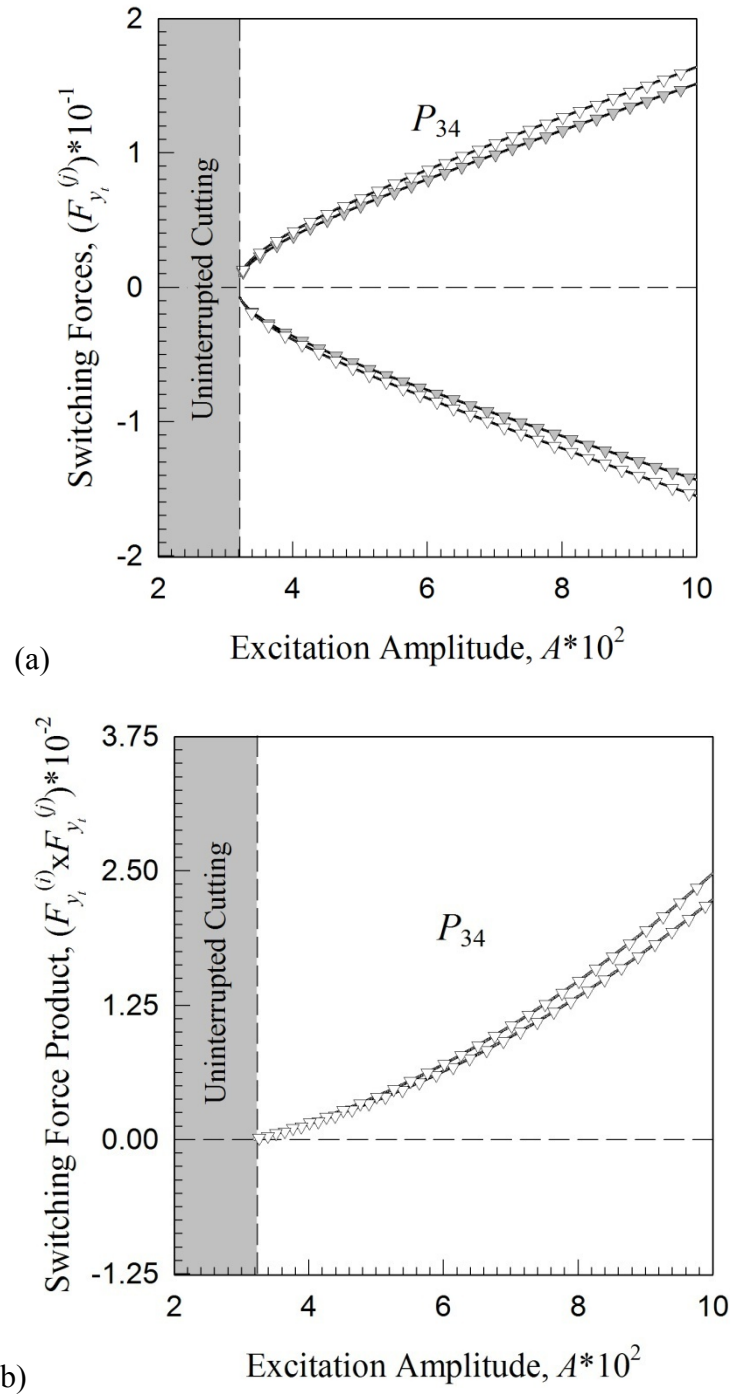 2
1
0
-1
-2
Switching Forces, (F_{y_t}^{(j)})*10^{-1}
Uninterrupted Cutting
P_{34}
2 4 6 8 10
Excitation Amplitude, A*10^2
(a)
3.75
2.50
1.25
0.00
-1.25
Switching Force Product, (F_{y_t}^{(i)}xF_{y_t}^{(j)})*10^{-2}
Uninterrupted Cutting
P_{34}
2 4 6 8 10
Excitation Amplitude, A*10^2
b)